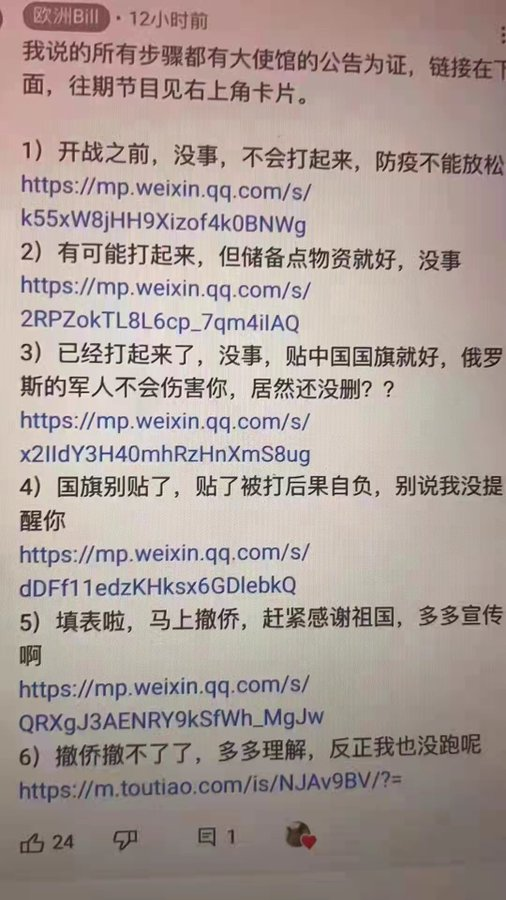 欧洲Bill · 12小时前
我说的所有步骤都有大使馆的公告为证，链接在下
面，往期节目见右上角卡片。
1）开战之前，没事，不会打起来，防疫不能放松
https://mp.weixin.qq.com/s/
k55xW8jHH9Xizof4k0BNWg
2）有可能打起来，但储备点物资就好，没事
https://mp.weixin.qq.com/s/
2RPZokTL8L6cp_7qm4iIAQ
3）已经打起来了，没事，贴中国国旗就好，俄罗
斯的军人不会伤害你，居然还没删？？
https://mp.weixin.qq.com/s/
x2IIdY3H40mhRzHnXmS8ug
4）国旗别贴了，贴了被打后果自负，别说我没提
醒你
https://mp.weixin.qq.com/s/
dDFf11edzKHksx6GDlebkQ
5）填表啦，马上撤侨，赶紧感谢祖国，多多宣传
啊
https://mp.weixin.qq.com/s/
QRXgJ3AENRY9kSfWh_MgJw
6）撤侨撤不了了，多多理解，反正我也没跑呢
https://m.toutiao.com/is/NJAv9BV/?=
24 1